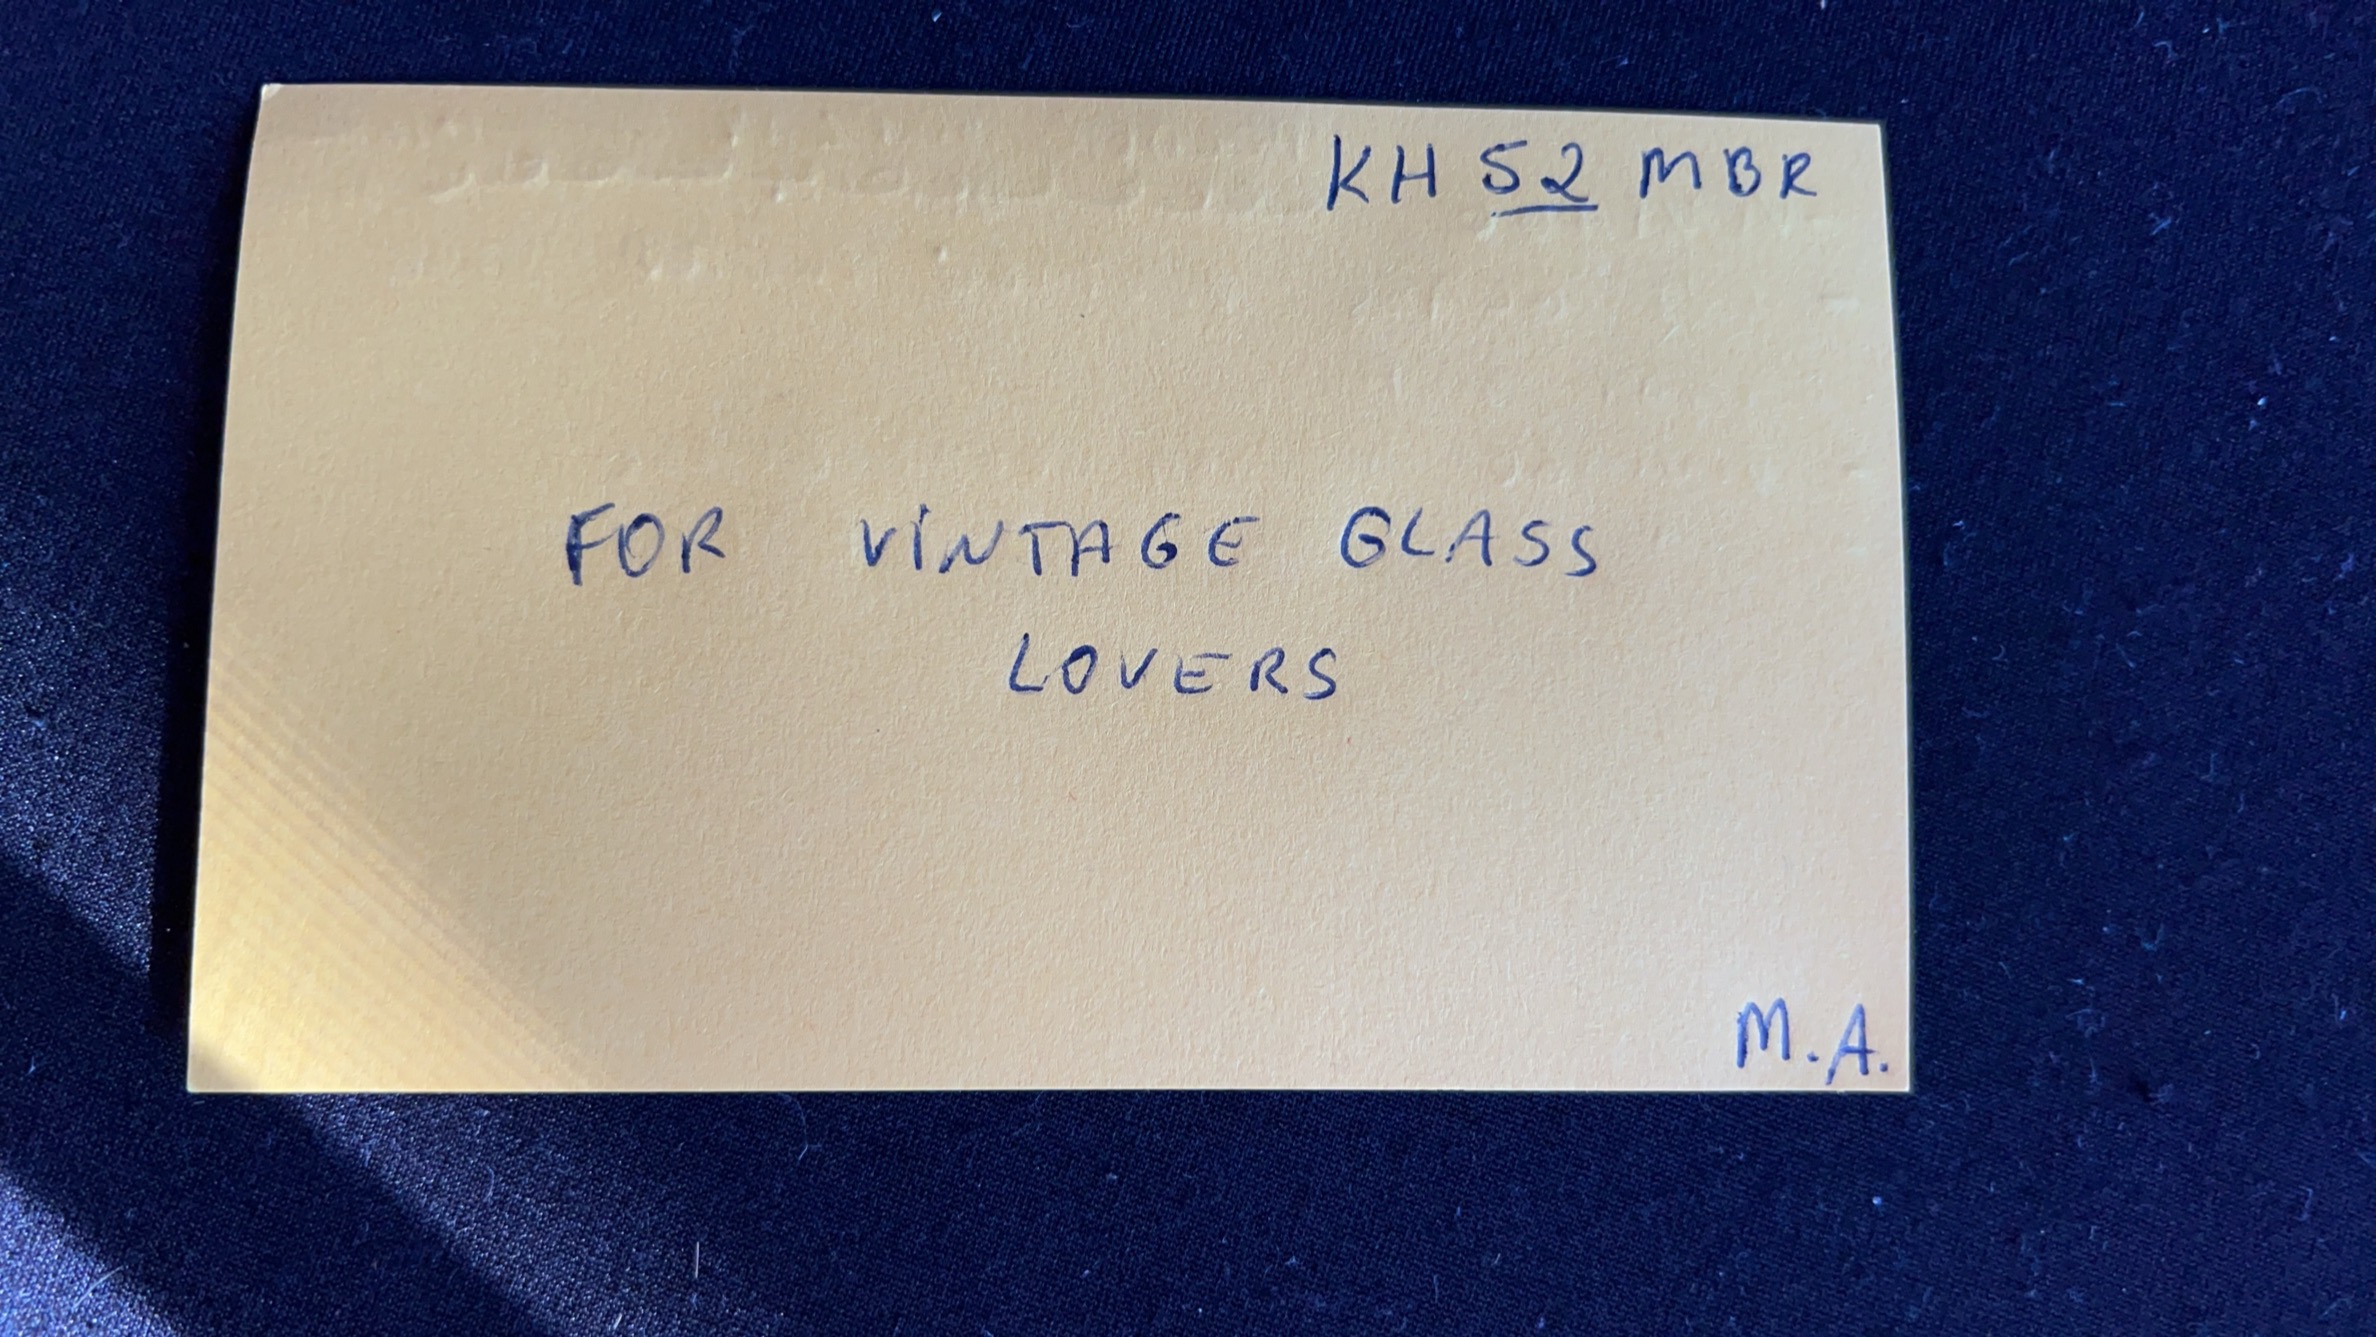 KH 52 MBR
FOR VINTAGE GLASS
LOVERS
M.A.